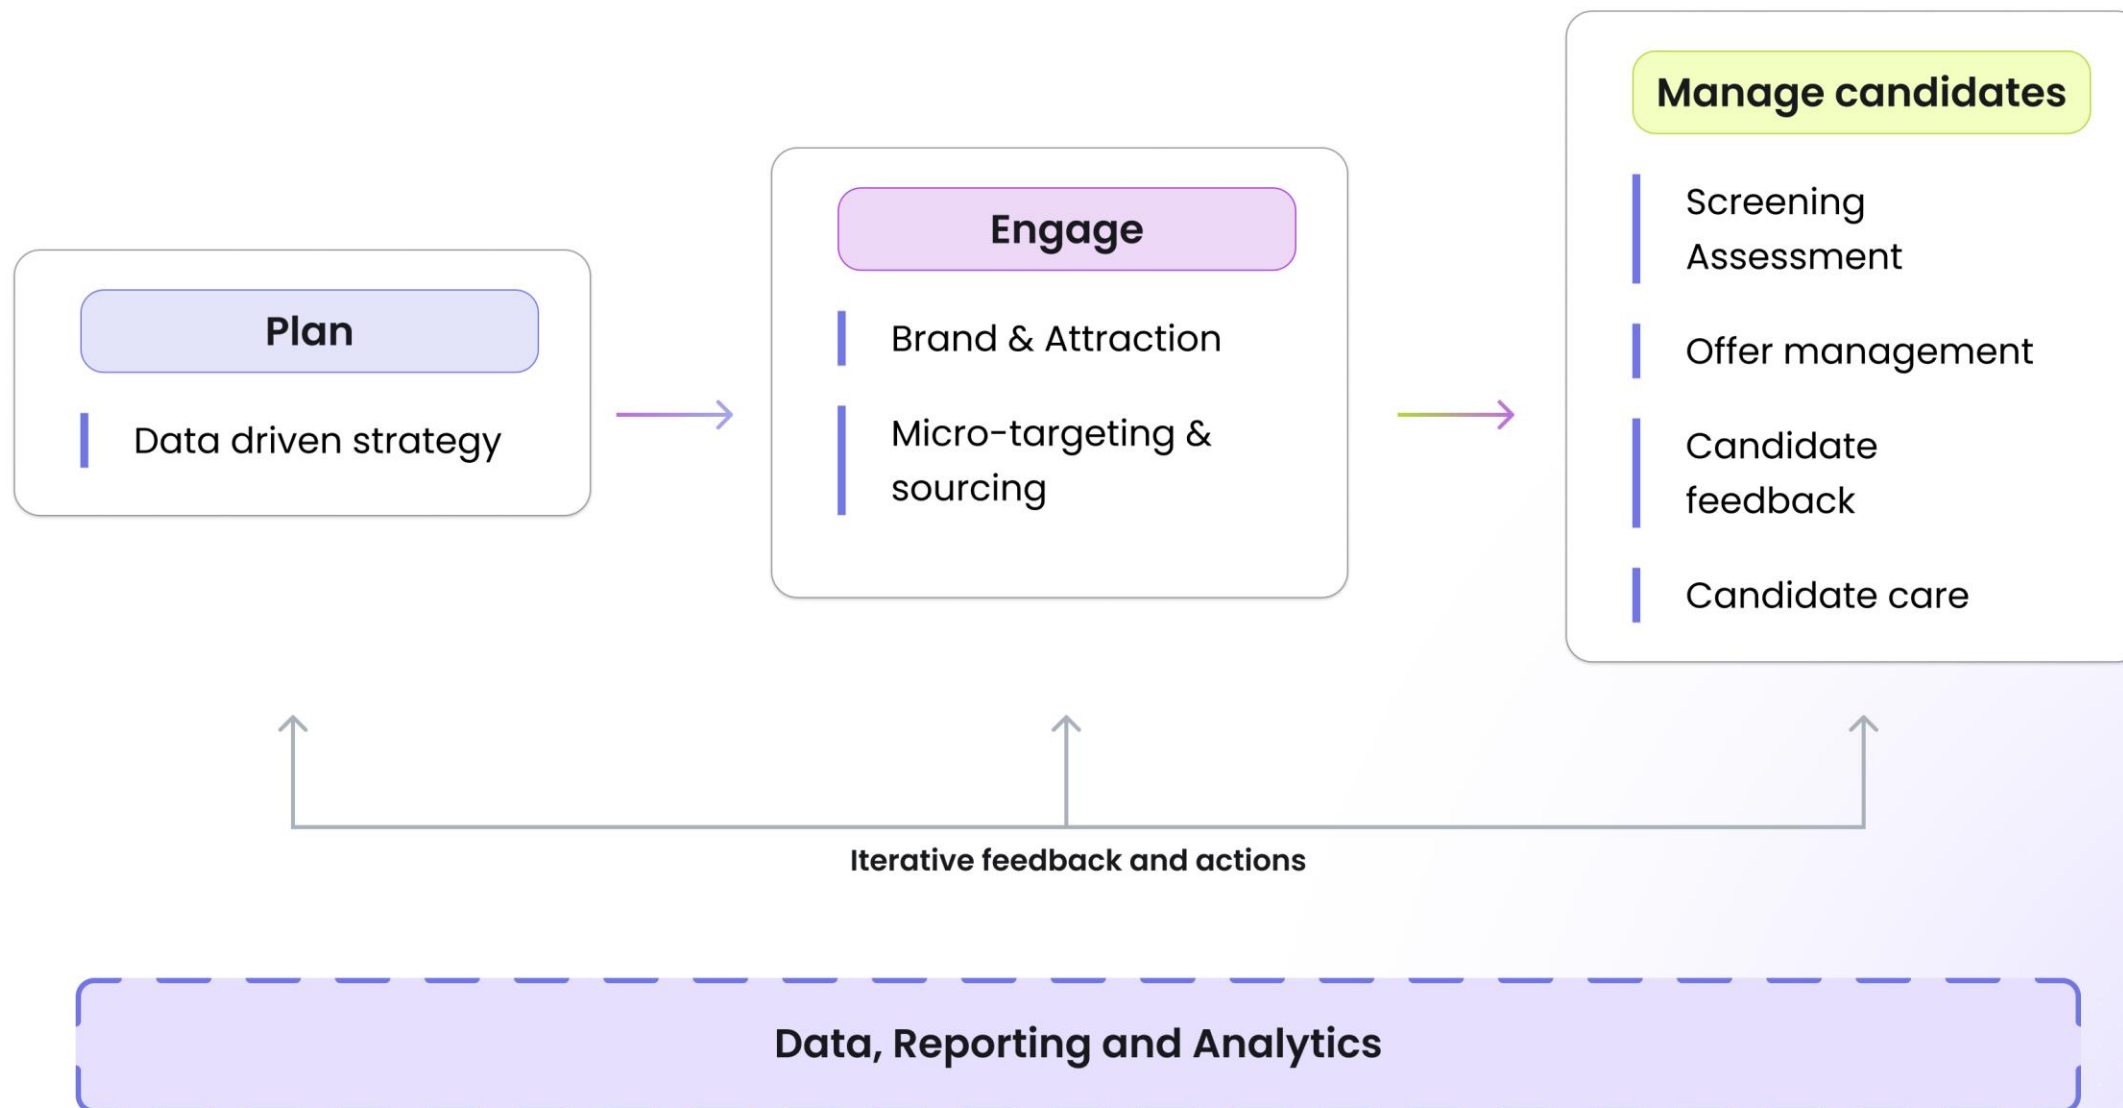 Plan
Data driven strategy
Engage
Brand & Attraction
Micro-targeting &
sourcing
Manage candidates
Screening
Assessment
Offer management
Candidate
feedback
Candidate care
Iterative feedback and actions
Data, Reporting and Analytics